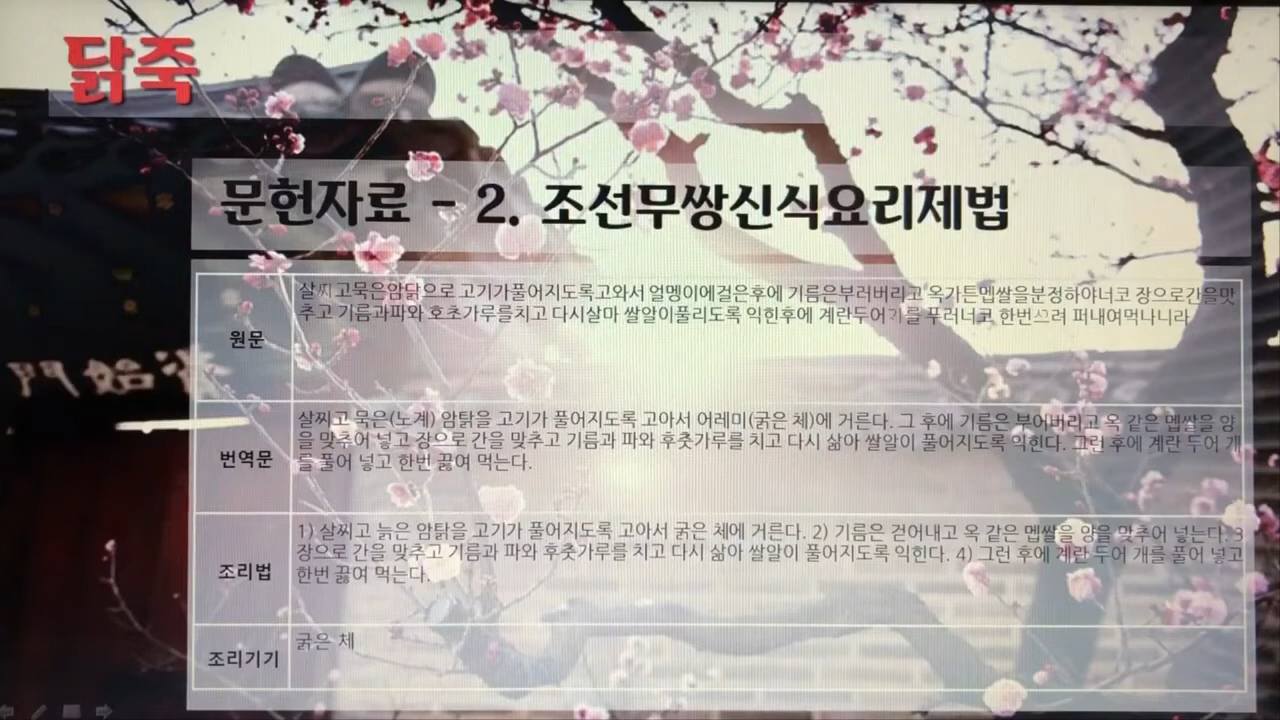 닭죽
문헌자료 - 2. 조선무쌍신식요리제법
원문
살찌고묵은암닭으로 고기가풀어지도록고와서 얼멩이에걸은후에 기름은부러버리고 옥가튼멥쌀을분정하야너코 장으로간을맛
추고 기름과파와 호초가루를치고 다시살마 쌀알이풀리도록 익힌후에 계란두어개를 푸러너코 한번끄려 퍼내여먹나니라
번역문
살찌고 묵은(노계) 암탉을 고기가 풀어지도록 고아서 어레미(굵은 체)에 거른다. 그 후에 기름은 부어버리고 옥 같은 멥쌀을 양
을 맞추어 넣고 장으로 간을 맞추고 기름과 파와 후춧가루를 치고 다시 삶아 쌀알이 풀어지도록 익힌다. 그런 후에 계란 두어 개
를 풀어 넣고 한번 끓여 먹는다.
조리법
1) 살찌고 늙은 암탉을 고기가 풀어지도록 고아서 굵은 체에 거른다. 2) 기름은 걷어내고 옥 같은 멥쌀을 양을 맞추어 넣는다. 3
장으로 간을 맞추고 기름과 파와 후춧가루를 치고 다시 삶아 쌀알이 풀어지도록 익힌다. 4) 그런 후에 계란 두어 개를 풀어 넣고
한번 끓여 먹는다.
조리기기
굵은 체